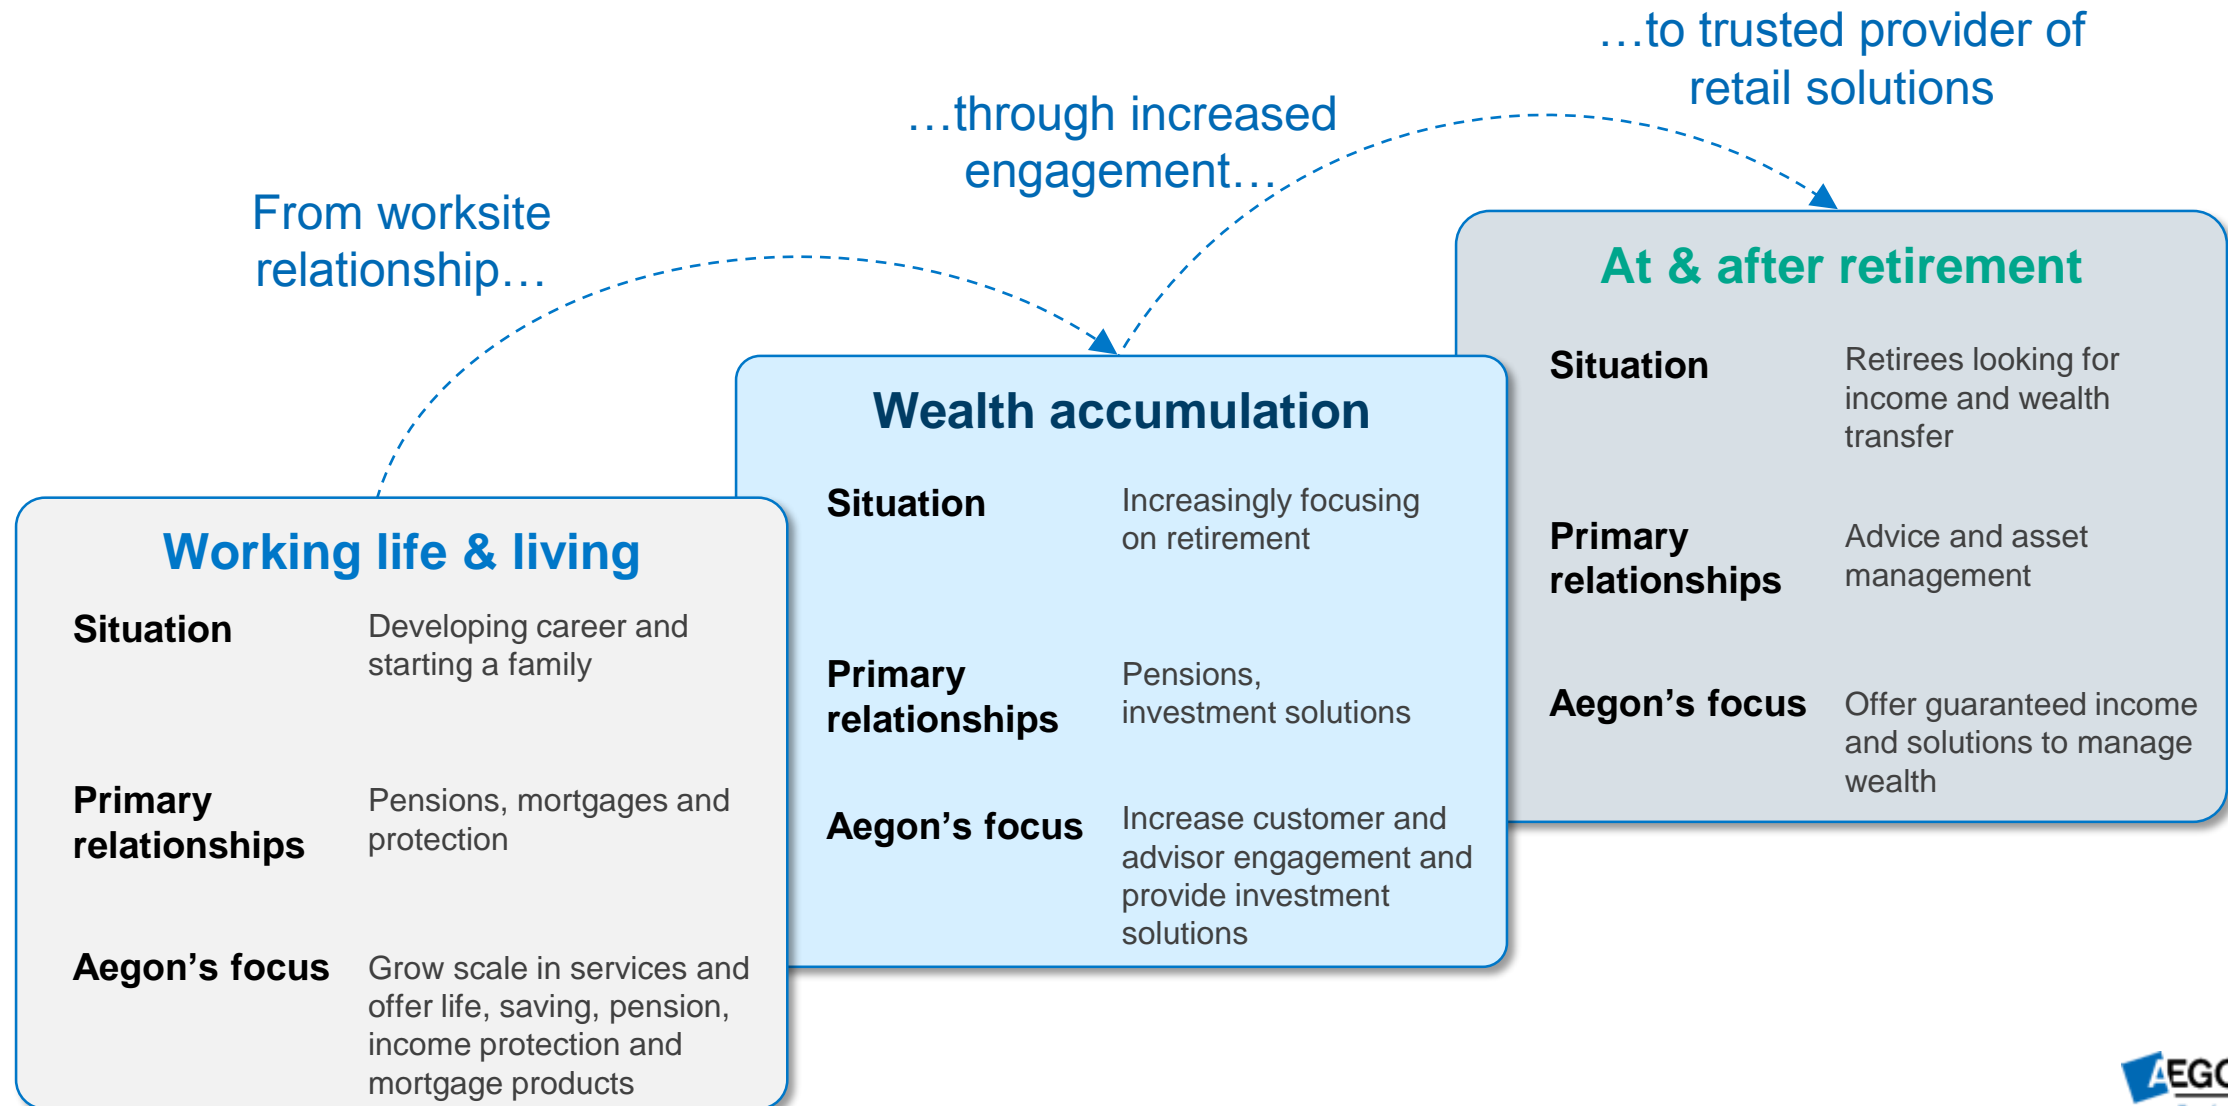 From worksite
relationship…
…through increased
engagement…
…to trusted provider of
retail solutions
Working life & living
Situation
Developing career and
starting a family
Primary
relationships
Pensions, mortgages and
protection
Aegon’s focus
Grow scale in services and
offer life, saving, pension,
income protection and
mortgage products
Wealth accumulation
Situation
Increasingly focusing
on retirement
Primary
relationships
Pensions,
investment solutions
Aegon’s focus
Increase customer and
advisor engagement and
provide investment
solutions
At & after retirement
Situation
Retirees looking for
income and wealth
transfer
Primary
relationships
Advice and asset
management
Aegon’s focus
Offer guaranteed income
and solutions to manage
wealth